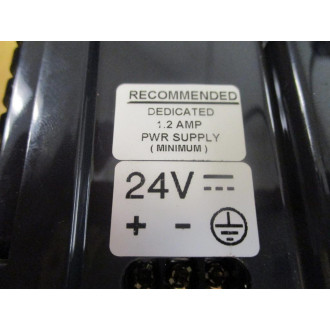 RECOMMENDED
DEDICATED
1.2 AMP
PWR SUPPLY
( MINIMUM )
24V ⎓
+ - ⏚